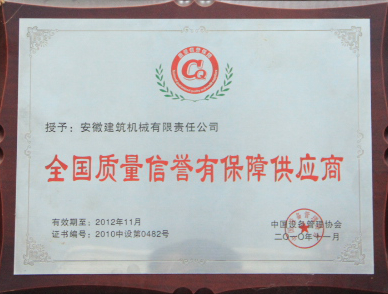 CQ
授予：安徽建筑机械有限责任公司
全国质量信誉有保障供应商
有效期至：2012年11月
证书编号：2010中设第0482号
中国设备管理协会
二〇一〇年十一月